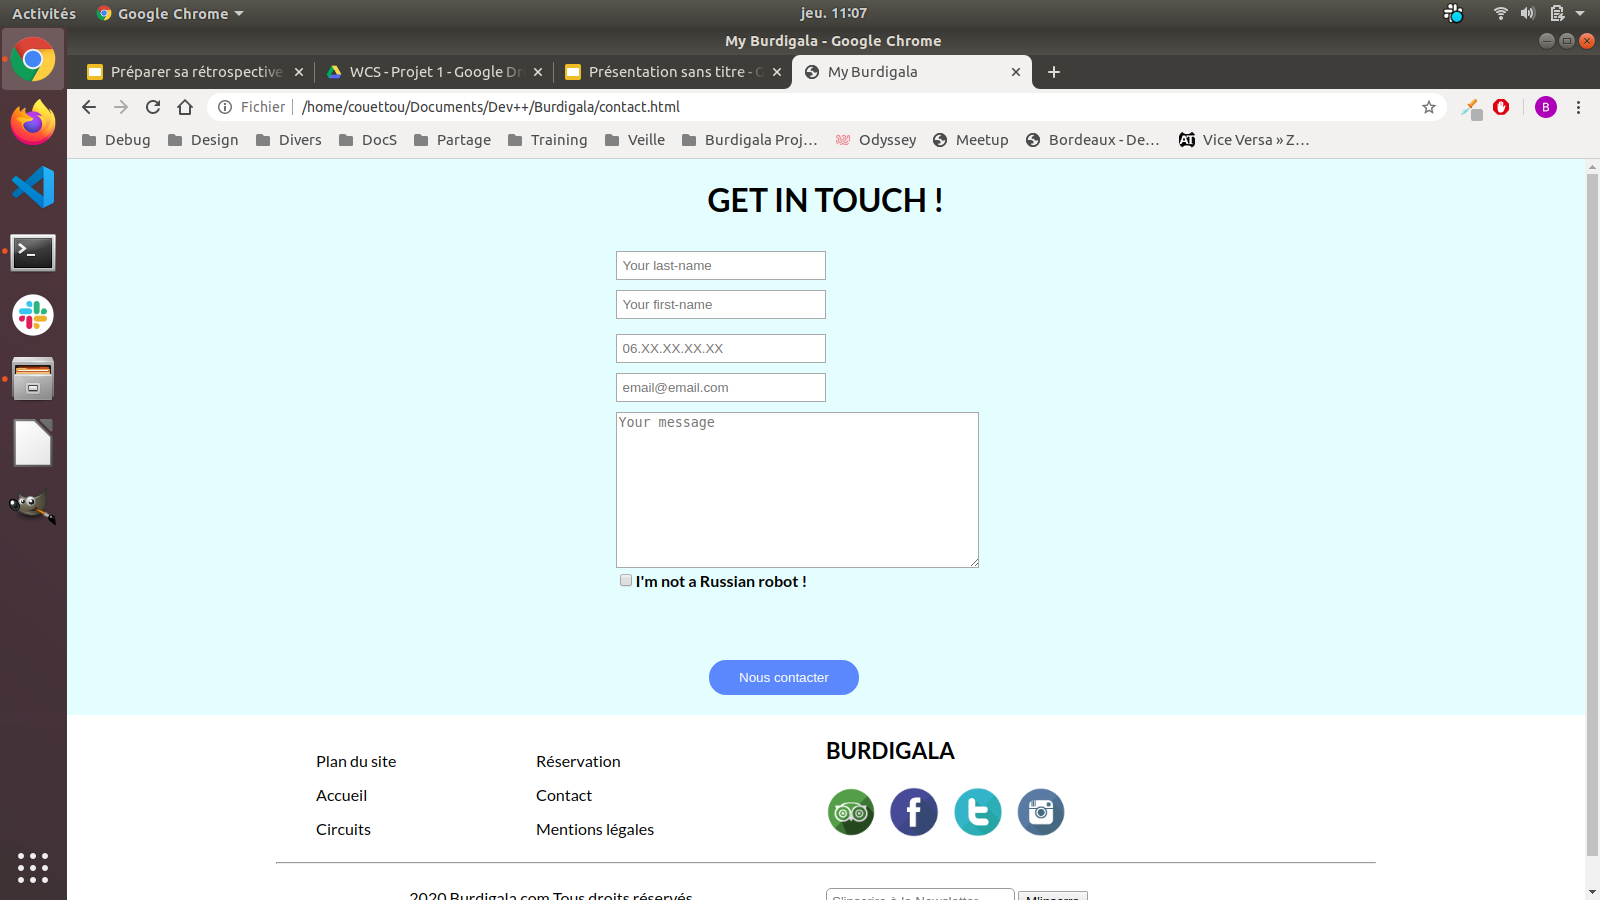 Activités
Google Chrome
jeu. 11:07
My Burdigala - Google Chrome
Préparer sa rétrospective
WCS - Projet 1 - Google Dr
Présentation sans titre - G
My Burdigala
Fichier
/home/couettou/Documents/Dev++/Burdigala/contact.html
B
Debug
Design
Divers
DocS
Partage
Training
Veille
Burdigala Proj…
Odyssey
Meetup
Bordeaux - De…
Vice Versa » Z…
GET IN TOUCH !
Your last-name
Your first-name
06.XX.XX.XX.XX
email@email.com
Your message
I'm not a Russian robot !
Nous contacter
Plan du site
Réservation
BURDIGALA
Accueil
Contact
Circuits
Mentions légales
2020 Burdigala.com Tous droits réservés
S'inscrire à la Newsletter
M'inscrire